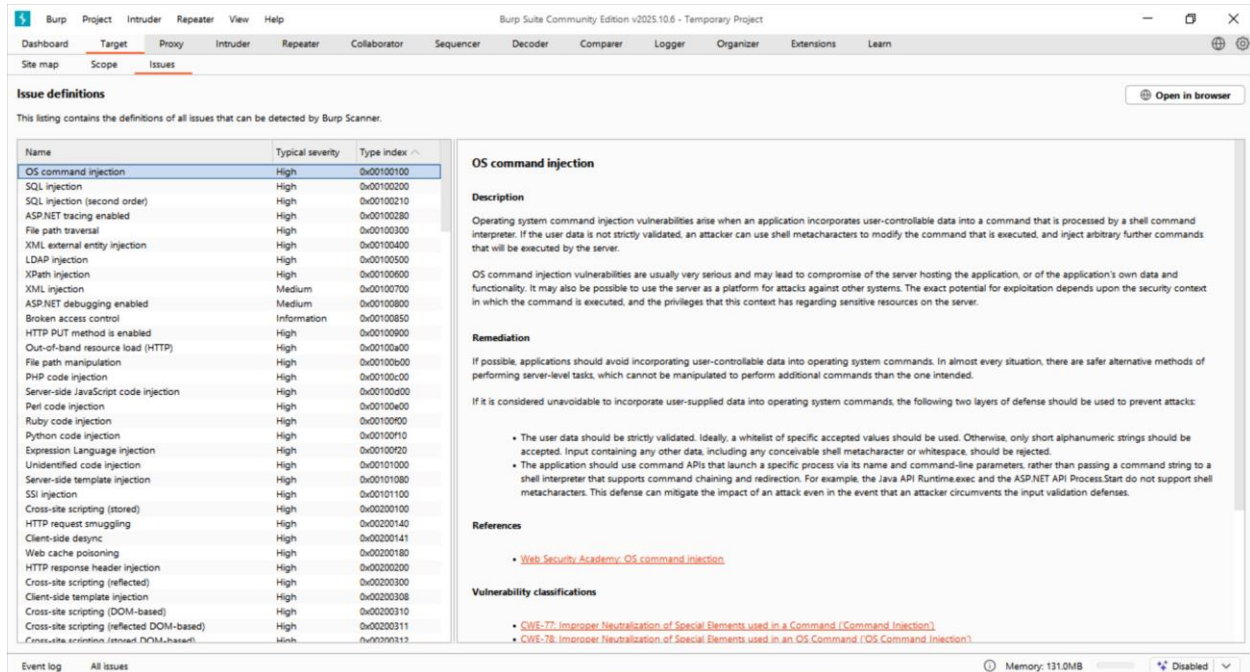 Burp Project Intruder Repeater View Help Burp Suite Community Edition v2025.10.6 - Temporary Project
Dashboard Target Proxy Intruder Repeater Collaborator Sequencer Decoder Comparer Logger Organizer Extensions Learn
Site map Scope Issues
Issue definitions
Open in browser
This listing contains the definitions of all issues that can be detected by Burp Scanner.
Name Typical severity Type index
OS command injection High 0x00100100
SQL injection High 0x00100200
SQL injection (second order) High 0x00100210
ASP.NET tracing enabled High 0x00100280
File path traversal High 0x00100300
XML external entity injection High 0x00100400
LDAP injection High 0x00100500
XPath injection High 0x00100600
XML injection Medium 0x00100700
ASP.NET debugging enabled Medium 0x00100800
Broken access control Information 0x00100850
HTTP PUT method is enabled High 0x00100900
Out-of-band resource load (HTTP) High 0x00100a00
File path manipulation High 0x00100b00
PHP code injection High 0x00100c00
Server-side JavaScript code injection High 0x00100d00
Perl code injection High 0x00100e00
Ruby code injection High 0x00100f00
Python code injection High 0x00100f10
Expression Language injection High 0x00100f20
Unidentified code injection High 0x00101000
Server-side template injection High 0x00101080
SSI injection High 0x00101100
Cross-site scripting (stored) High 0x00200100
HTTP request smuggling High 0x00200140
Client-side desync High 0x00200141
Web cache poisoning High 0x00200180
HTTP response header injection High 0x00200200
Cross-site scripting (reflected) High 0x00200300
Client-side template injection High 0x00200308
Cross-site scripting (DOM-based) High 0x00200310
Cross-site scripting (reflected DOM-based) High 0x00200311
Cross-site scripting (stored DOM-based) High 0x00200312
OS command injection
Description
Operating system command injection vulnerabilities arise when an application incorporates user-controllable data into a command that is processed by a shell command
interpreter. If the user data is not strictly validated, an attacker can use shell metacharacters to modify the command that is executed, and inject arbitrary further commands
that will be executed by the server.
OS command injection vulnerabilities are usually very serious and may lead to compromise of the server hosting the application, or of the application's own data and
functionality. It may also be possible to use the server as a platform for attacks against other systems. The exact potential for exploitation depends upon the security context
in which the command is executed, and the privileges that this context has regarding sensitive resources on the server.
Remediation
If possible, applications should avoid incorporating user-controllable data into operating system commands. In almost every situation, there are safer alternative methods of
performing server-level tasks, which cannot be manipulated to perform additional commands than the one intended.
If it is considered unavoidable to incorporate user-supplied data into operating system commands, the following two layers of defense should be used to prevent attacks:
• The user data should be strictly validated. Ideally, a whitelist of specific accepted values should be used. Otherwise, only short alphanumeric strings should be
accepted. Input containing any other data, including any conceivable shell metacharacter or whitespace, should be rejected.
• The application should use command APIs that launch a specific process via its name and command-line parameters, rather than passing a command string to a
shell interpreter that supports command chaining and redirection. For example, the Java API Runtime.exec and the ASP.NET API Process.Start do not support shell
metacharacters. This defense can mitigate the impact of an attack even in the event that an attacker circumvents the input validation defenses.
References
• Web Security Academy: OS command injection
Vulnerability classifications
• CWE-77: Improper Neutralization of Special Elements used in a Command ('Command Injection')
• CWE-78: Improper Neutralization of Special Elements used in an OS Command ('OS Command Injection')
Event log All issues Memory: 131.0MB Disabled